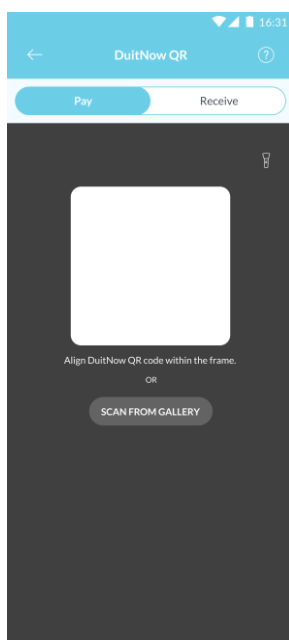 16:31
DuitNow QR
?
Pay
Receive
Align DuitNow QR code within the frame.
OR
SCAN FROM GALLERY